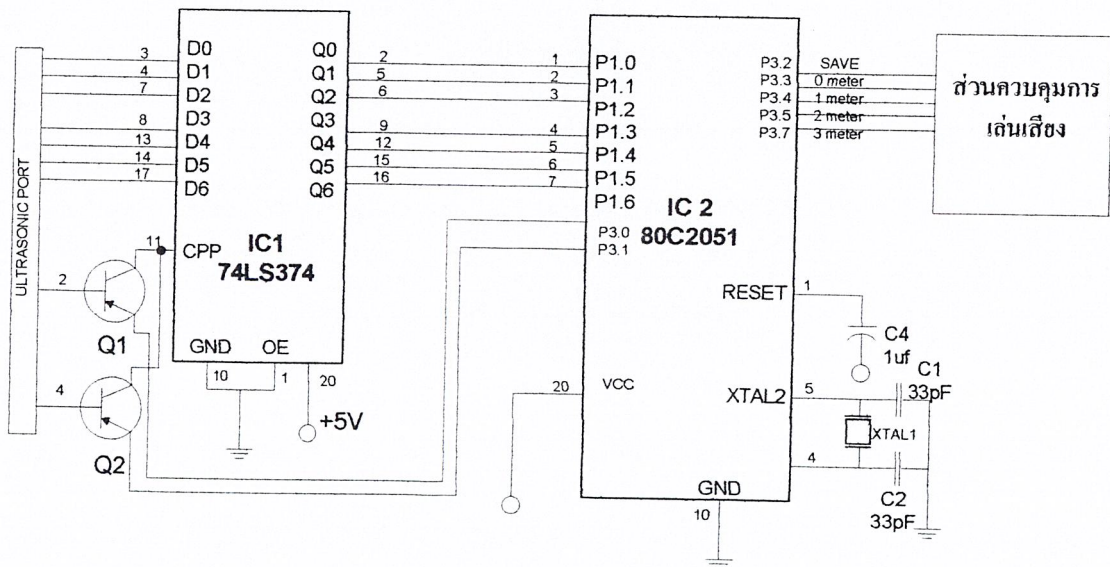 ULTRASONIC PORT
3
4
7
8
13
14
17
11
2
4
Q1
Q2
D0
D1
D2
D3
D4
D5
D6
CPP
Q0
Q1
Q2
Q3
Q4
Q5
Q6
IC1
74LS374
GND
OE
10
1
20
+5V
2
5
6
9
12
15
16
1
2
3
4
5
6
7
P1.0
P1.1
P1.2
P1.3
P1.4
P1.5
P1.6
P3.0
P3.1
IC 2
80C2051
P3.2
P3.3
P3.4
P3.5
P3.7
SAVE
0 meter
1 meter
2 meter
3 meter
ส่วนควบคุมการ
เล่นเสียง
RESET
1
C4
1uf
C1
33pF
20
VCC
XTAL2
5
XTAL1
4
C2
33pF
GND
10